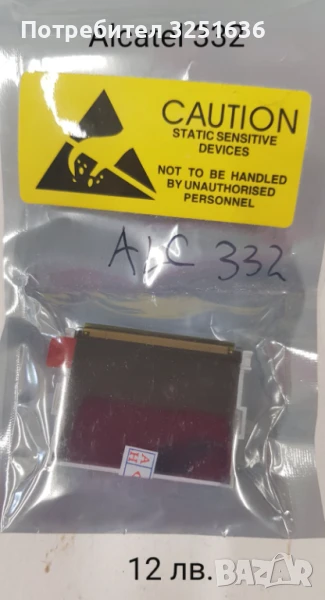 Потребител 3251636
Alcatel 332
CAUTION
STATIC SENSITIVE
DEVICES
NOT TO BE HANDLED
BY UNAUTHORISED
PERSONNEL
ALC 332
12 лв.
BAZAR